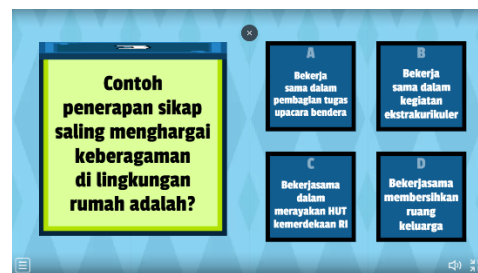 Contoh
penerapan sikap
saling menghargai
keberagaman
di lingkungan
rumah adalah?
A
Bekerja
sama dalam
pembagian tugas
upacara bendera
B
Bekerja
sama dalam
kegiatan
ekstrakurikuler
C
Bekerjasama
dalam
merayakan HUT
kemerdekaan RI
D
Bekerjasama
membersihkan
ruang
keluarga